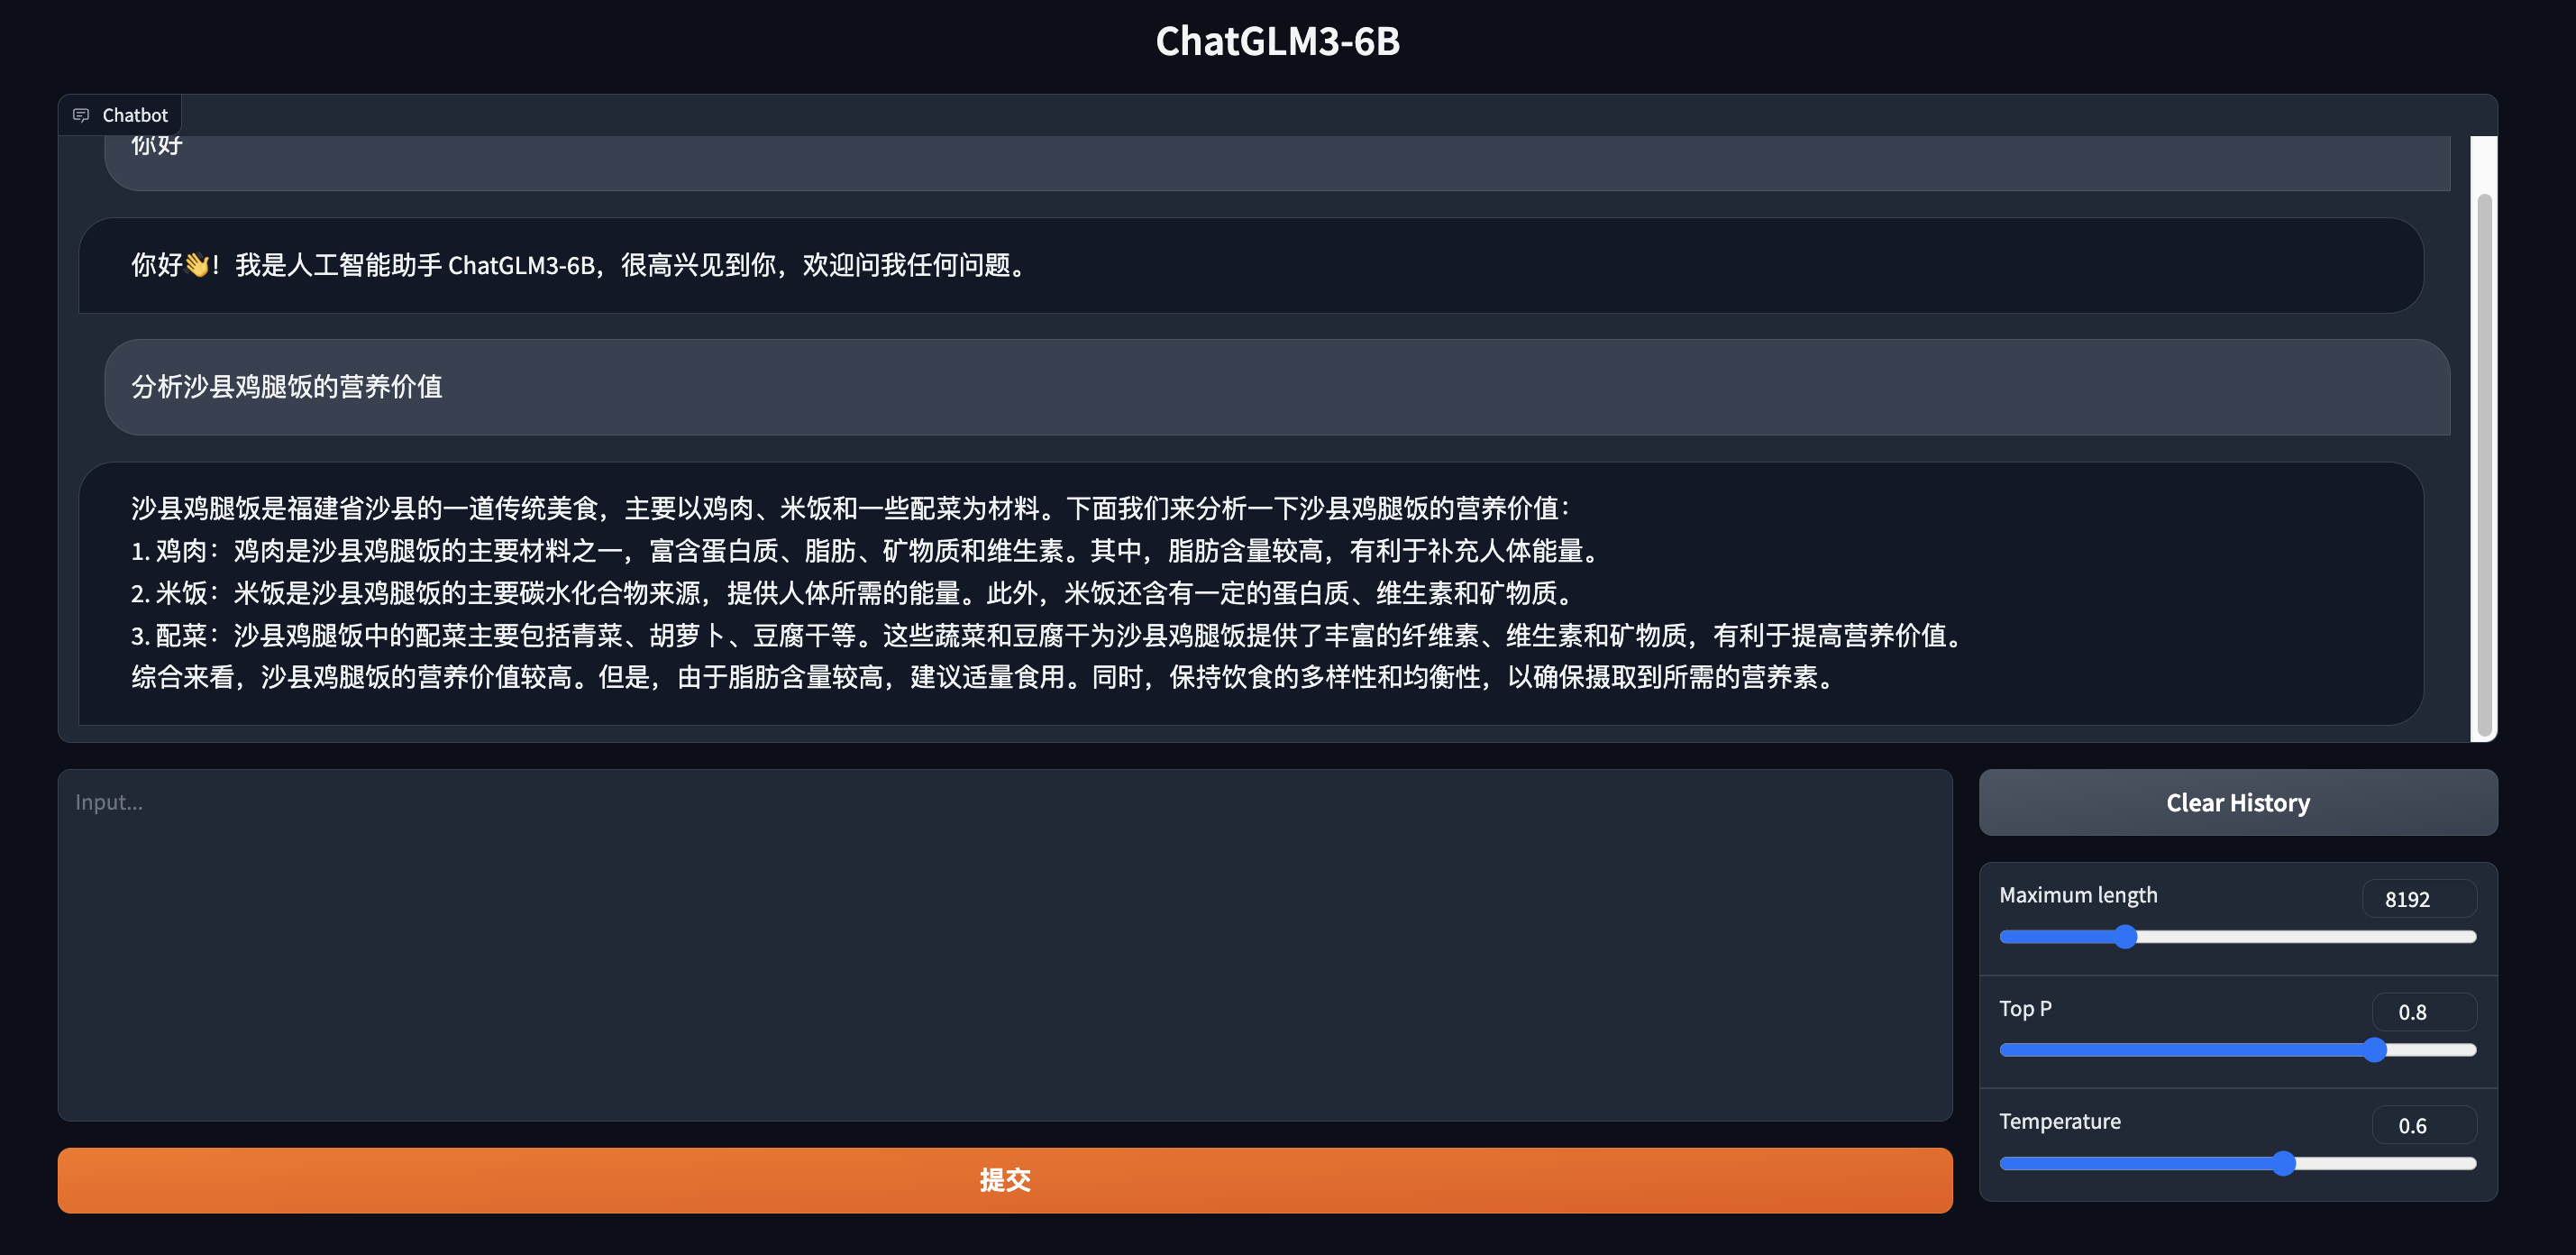 ChatGLM3-6B
Chatbot
你好
你好👋！我是人工智能助手 ChatGLM3-6B，很高兴见到你，欢迎问我任何问题。
分析沙县鸡腿饭的营养价值
沙县鸡腿饭是福建省沙县的一道传统美食，主要以鸡肉、米饭和一些配菜为材料。下面我们来分析一下沙县鸡腿饭的营养价值：
1. 鸡肉：鸡肉是沙县鸡腿饭的主要材料之一，富含蛋白质、脂肪、矿物质和维生素。其中，脂肪含量较高，有利于补充人体能量。
2. 米饭：米饭是沙县鸡腿饭的主要碳水化合物来源，提供人体所需的能量。此外，米饭还含有一定的蛋白质、维生素和矿物质。
3. 配菜：沙县鸡腿饭中的配菜主要包括青菜、胡萝卜、豆腐干等。这些蔬菜和豆腐干为沙县鸡腿饭提供了丰富的纤维素、维生素和矿物质，有利于提高营养价值。
综合来看，沙县鸡腿饭的营养价值较高。但是，由于脂肪含量较高，建议适量食用。同时，保持饮食的多样性和均衡性，以确保摄取到所需的营养素。
Input...
Clear History
Maximum length
8192
Top P
0.8
Temperature
0.6
提交